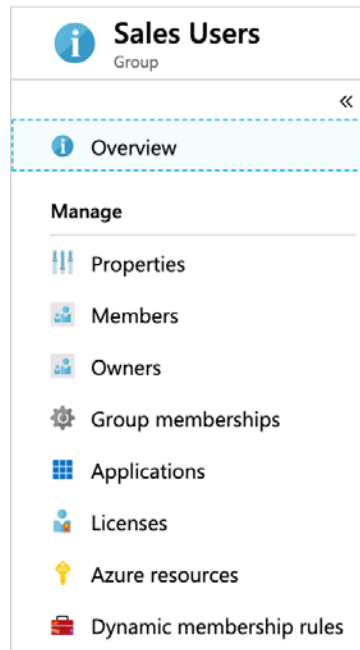 Sales Users
Group
«
Overview
Manage
Properties
Members
Owners
Group memberships
Applications
Licenses
Azure resources
Dynamic membership rules